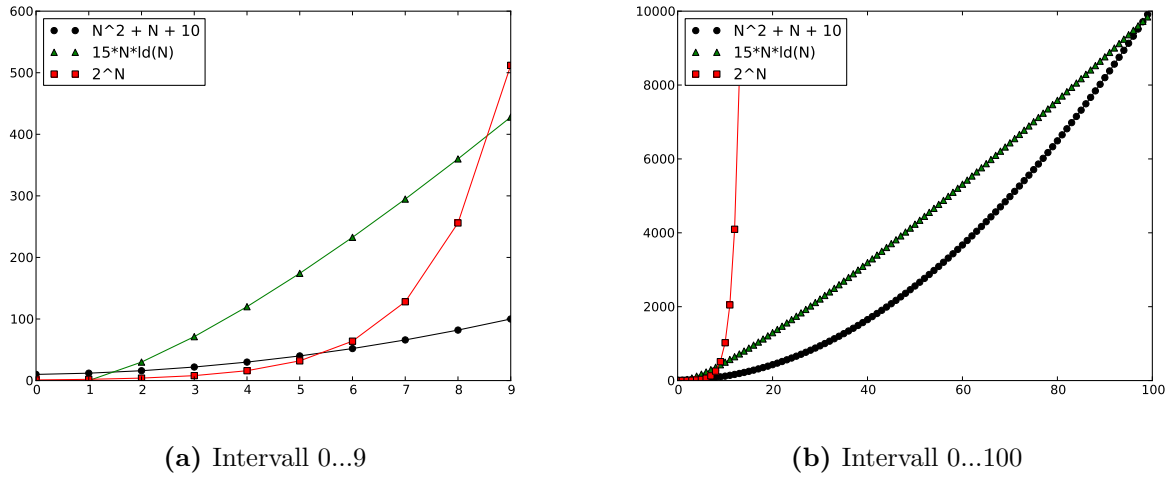 600
500
400
300
200
100
0
0 1 2 3 4 5 6 7 8 9
N^2 + N + 10
15*N*ld(N)
2^N
(a) Intervall 0...9
10000
8000
6000
4000
2000
0
0 20 40 60 80 100
N^2 + N + 10
15*N*ld(N)
2^N
(b) Intervall 0...100